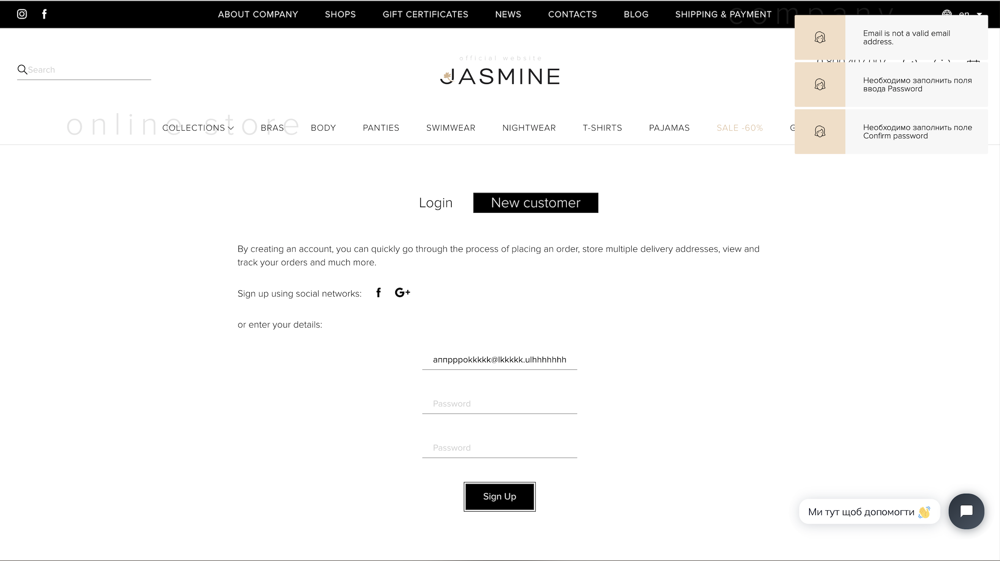 ABOUT COMPANY SHOPS GIFT CERTIFICATES NEWS CONTACTS BLOG SHIPPING & PAYMENT company en
Email is not a valid email
address.
Search
official website
JASMINE
Необходимо заполнить поля
ввода Password
online store
COLLECTIONS BRAS BODY PANTIES SWIMWEAR NIGHTWEAR T-SHIRTS PAJAMAS SALE -60% G
Необходимо заполнить поле
Confirm password
Login New customer
By creating an account, you can quickly go through the process of placing an order, store multiple delivery addresses, view and
track your orders and much more.
Sign up using social networks: f G+
or enter your details:
аппрррokkkkk@lkkkkk.ulhhhhhhh
Password
Password
Sign Up
Ми тут щоб допомогти 👋